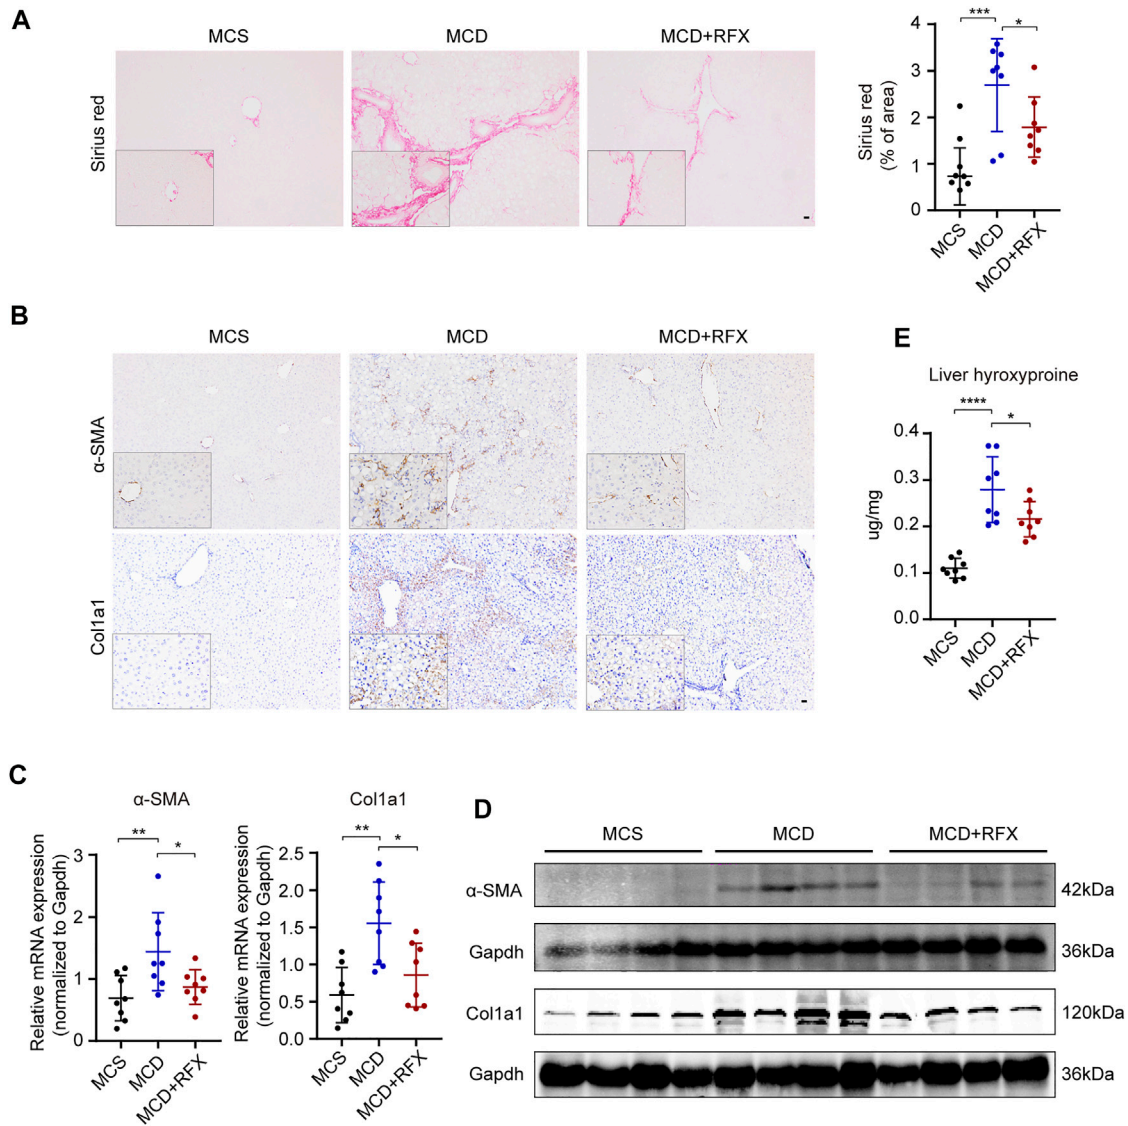 A
MCS MCD MCD+RFX
Sirius red
Sirius red
(% of area)
4
3
2
1
0
***
*
MCS
MCD
MCD+RFX
B
MCS MCD MCD+RFX
α-SMA
Col1a1
E
Liver hyroxyproine
ug/mg
****
*
0.4
0.3
0.2
0.1
0.0
MCS
MCD
MCD+RFX
C
α-SMA
Relative mRNA expression
(normalized to Gapdh)
**
*
3
2
1
0
MCS
MCD
MCD+RFX
Col1a1
Relative mRNA expression
(normalized to Gapdh)
**
*
2.5
2.0
1.5
1.0
0.5
0.0
MCS
MCD
MCD+RFX
D
MCS MCD MCD+RFX
α-SMA 42kDa
Gapdh 36kDa
Col1a1 120kDa
Gapdh 36kDa